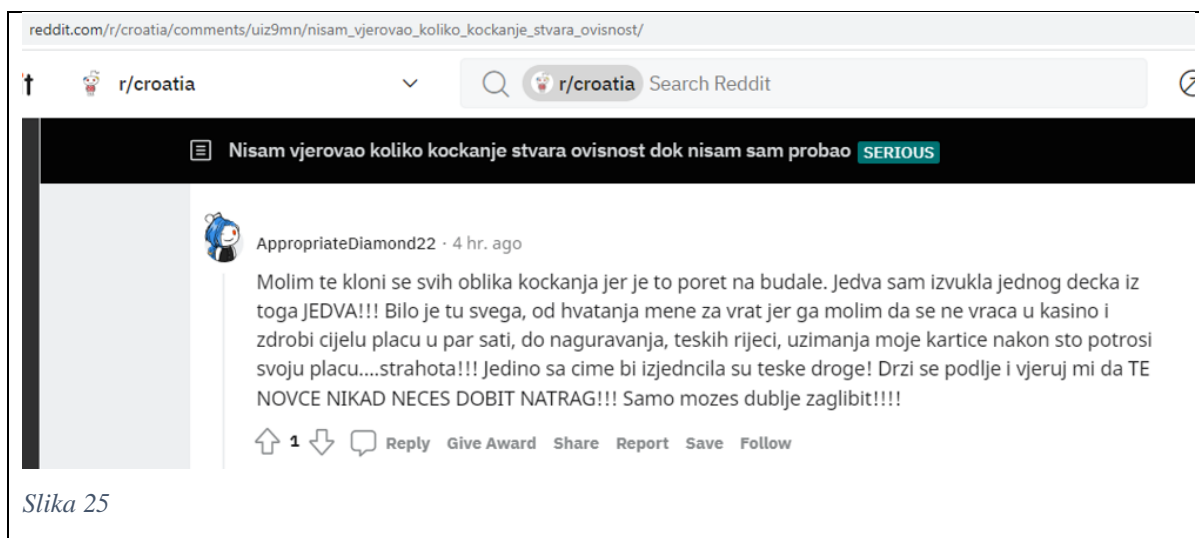 reddit.com/r/croatia/comments/uiz9mn/nisam_vjerovao_koliko_kockanje_stvara_ovisnost/
r/croatia r/croatia Search Reddit
Nisam vjerovao koliko kockanje stvara ovisnost dok nisam sam probao SERIOUS
AppropriateDiamond22 · 4 hr. ago
Molim te kloni se svih oblika kockanja jer je to poret na budale. Jedva sam izvukla jednog decka iz
toga JEDVA!!! Bilo je tu svega, od hvatanja mene za vrat jer ga molim da se ne vraca u kasino i
zdrobi cijelu placu u par sati, do naguravanja, teskih rijeci, uzimanja moje kartice nakon sto potrosi
svoju placu....strahota!!! Jedino sa cime bi izjedncila su teske droge! Drzi se podlje i vjeruj mi da TE
NOVCE NIKAD NECES DOBIT NATRAG!!! Samo mozes dublje zaglibit!!!!
1 Reply Give Award Share Report Save Follow
Slika 25